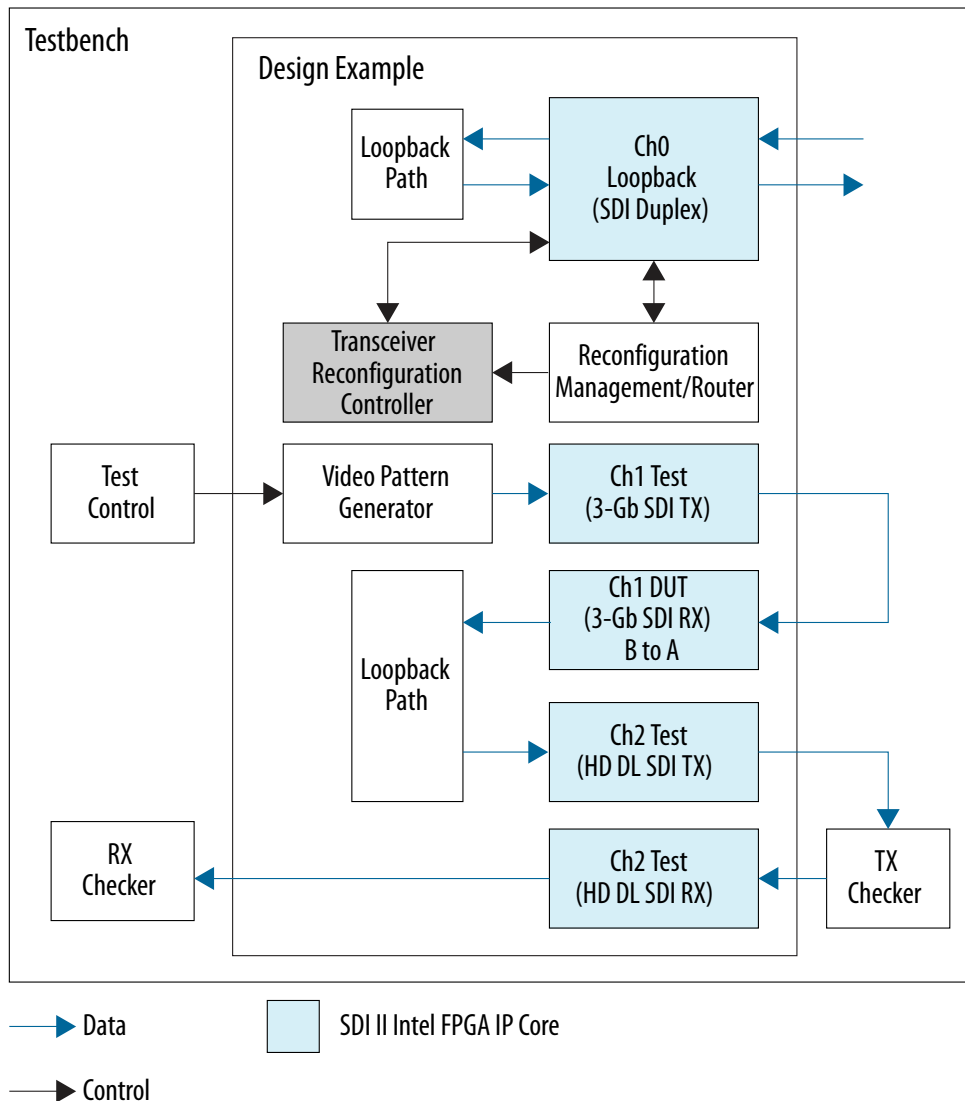 Testbench
Design Example
Loopback
Path
Ch0
Loopback
(SDI Duplex)
Transceiver
Reconfiguration
Controller
Reconfiguration
Management/Router
Test
Control
Video Pattern
Generator
Ch1 Test
(3-Gb SDI TX)
Loopback
Path
Ch1 DUT
(3-Gb SDI RX)
B to A
Ch2 Test
(HD DL SDI TX)
RX
Checker
Ch2 Test
(HD DL SDI RX)
TX
Checker
Data
SDI II Intel FPGA IP Core
Control